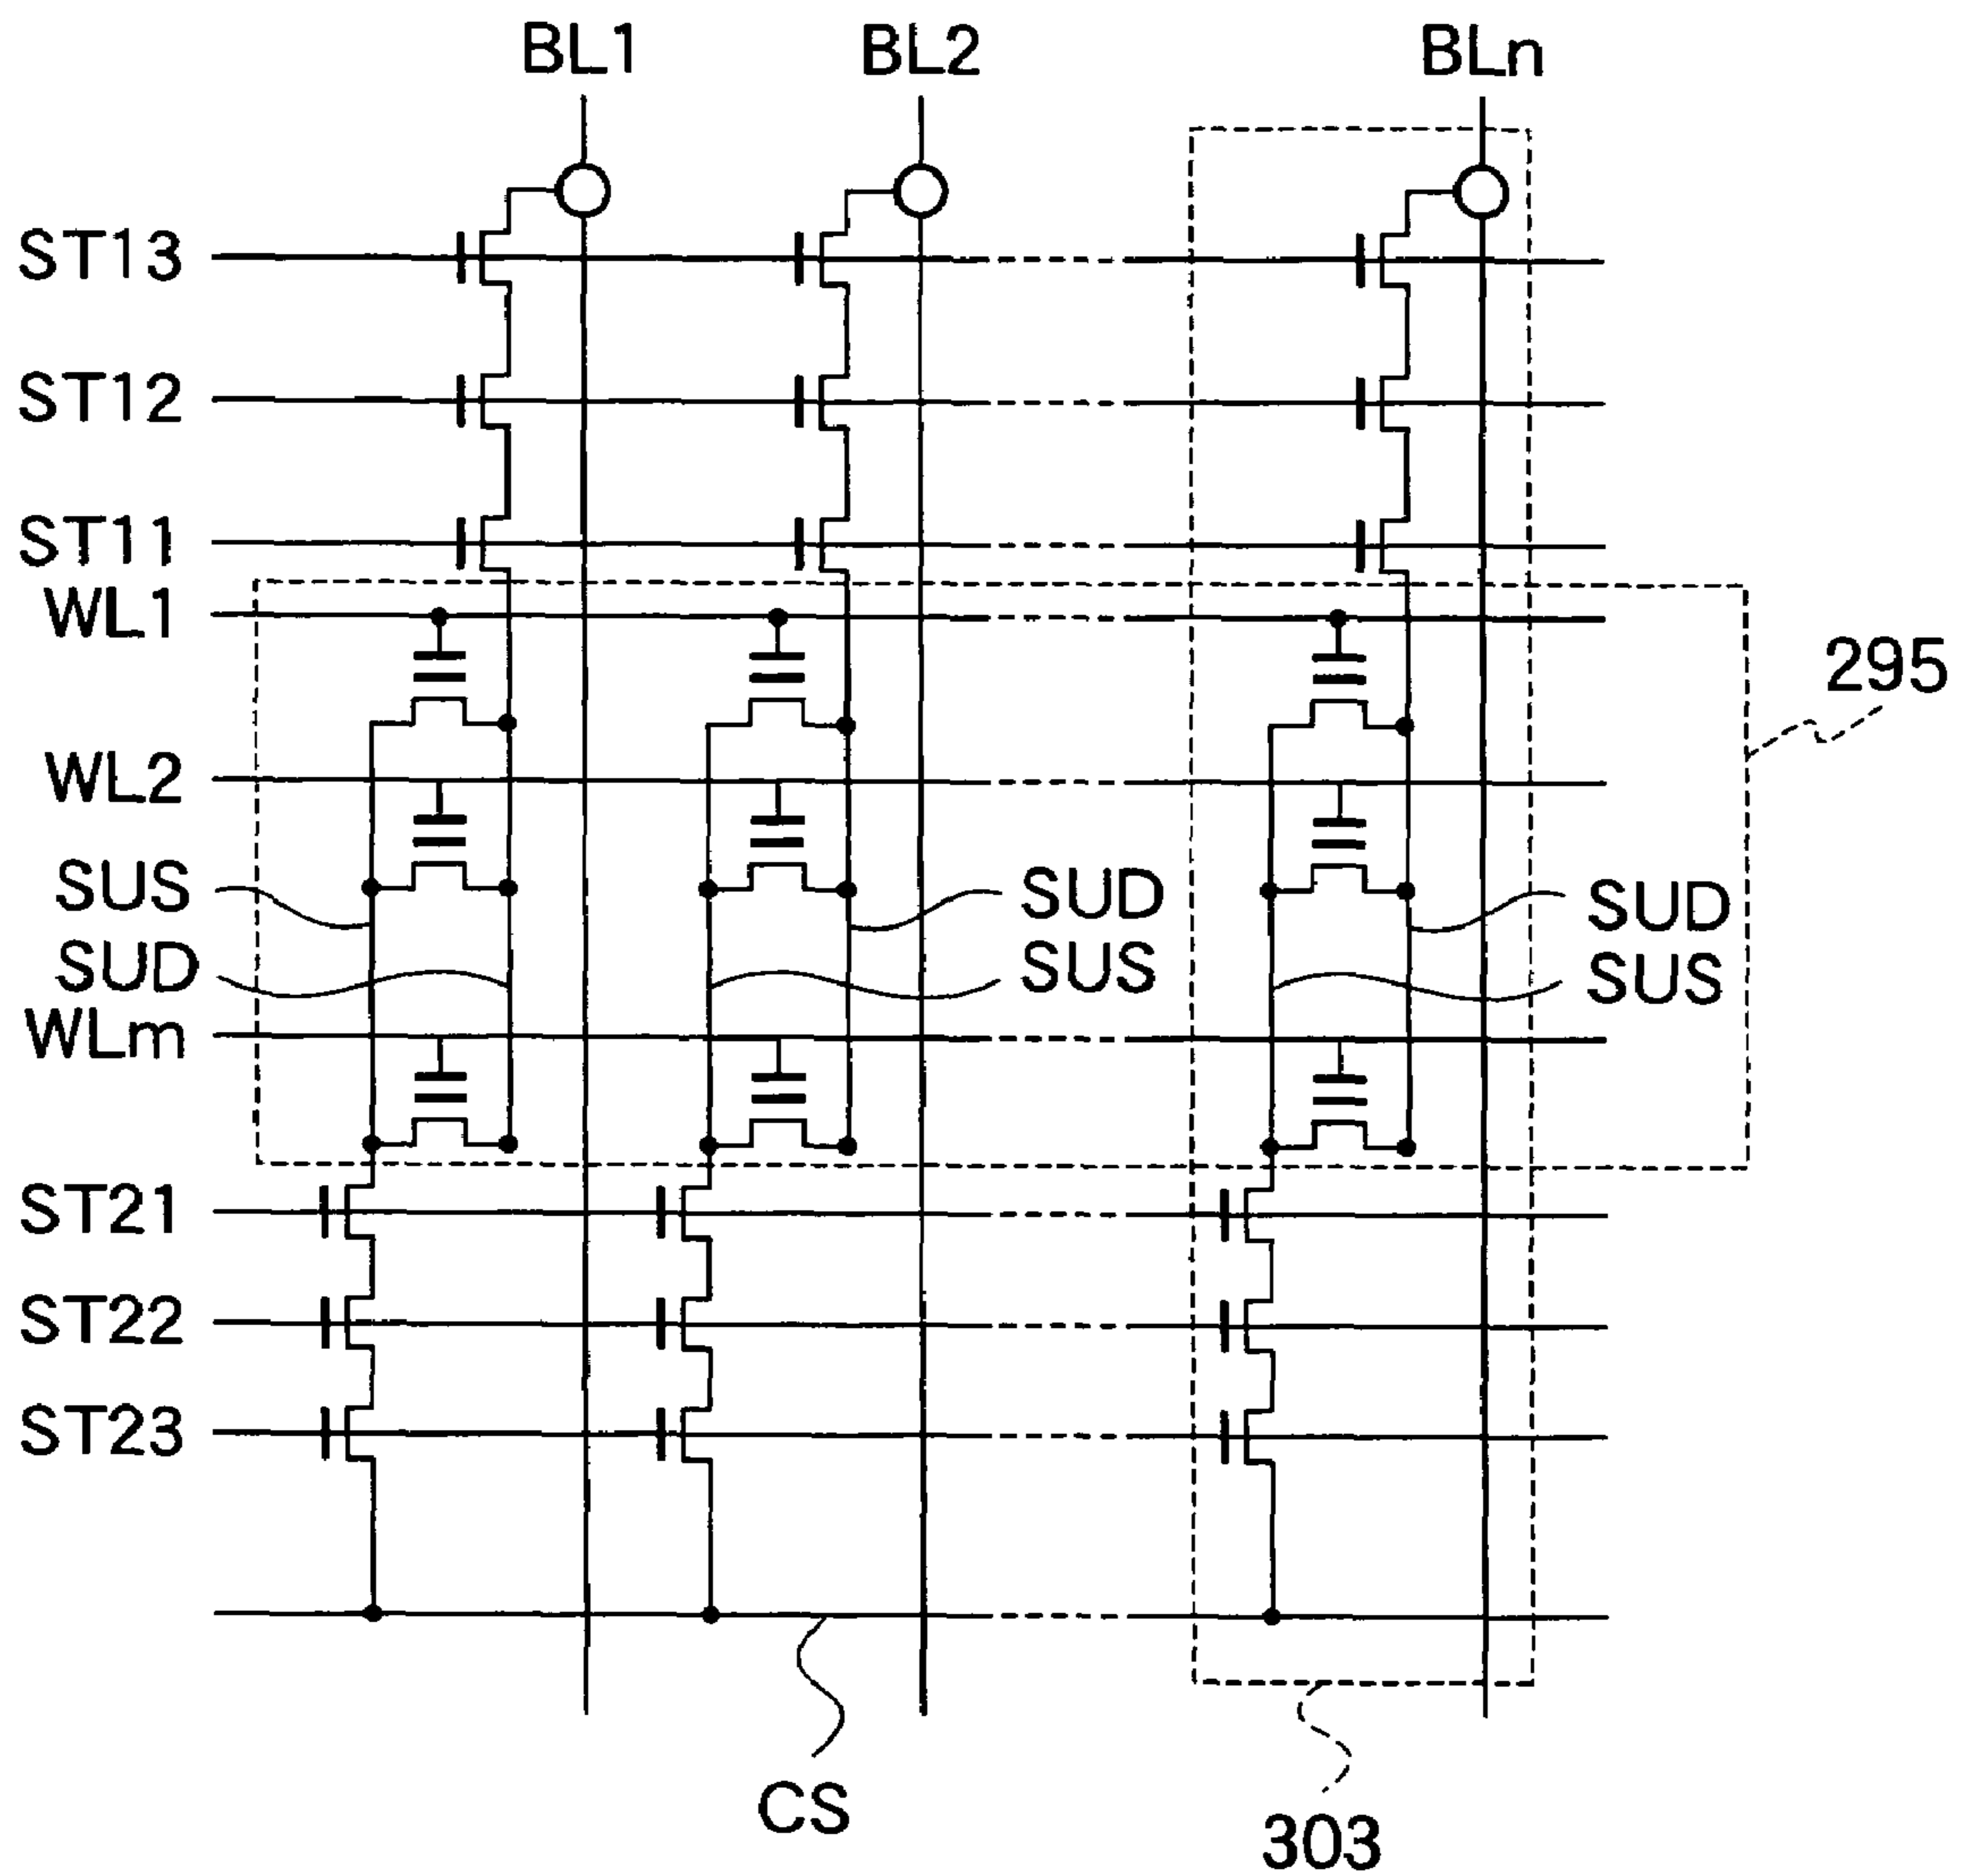 BL1 BL2 BLn
ST13
ST12
ST11
WL1
295
WL2
SUS SUD SUD
SUD SUS SUS
WLm
ST21
ST22
ST23
CS
303